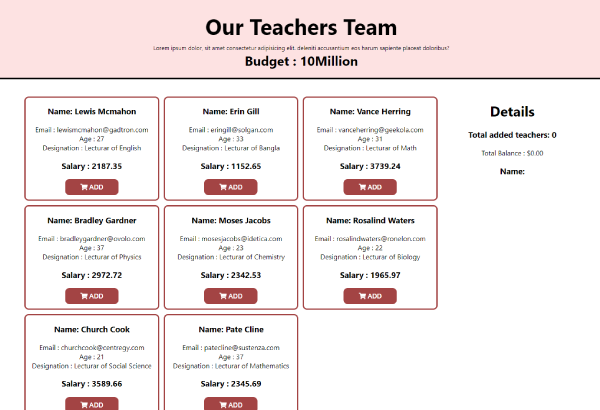 Our Teachers Team
Lorem ipsum dolor, sit amet consectetur adipisicing elit. deleniti accusantium eos harum sapiente placeat doloribus?
Budget : 10Million
Name: Lewis Mcmahon
Email : lewismcmahon@gadtron.com
Age : 27
Designation : Lecturar of English
Salary : 2187.35
ADD
Name: Erin Gill
Email : eringill@solgan.com
Age : 33
Designation : Lecturar of Bangla
Salary : 1152.65
ADD
Name: Vance Herring
Email : vanceherring@geekola.com
Age : 31
Designation : Lecturar of Math
Salary : 3739.24
ADD
Details
Total added teachers: 0
Total Balance : $0.00
Name:
Name: Bradley Gardner
Email : bradleygardner@ovolo.com
Age : 37
Designation : Lecturar of Physics
Salary : 2972.72
ADD
Name: Moses Jacobs
Email : mosesjacobs@idetica.com
Age : 23
Designation : Lecturar of Chemistry
Salary : 2342.53
ADD
Name: Rosalind Waters
Email : rosalindwaters@ronelon.com
Age : 22
Designation : Lecturar of Biology
Salary : 1965.97
ADD
Name: Church Cook
Email : churchcook@centregy.com
Age : 21
Designation : Lecturar of Social Science
Salary : 3589.66
ADD
Name: Pate Cline
Email : patecline@sustenza.com
Age : 37
Designation : Lecturar of Mathematics
Salary : 2345.69
ADD